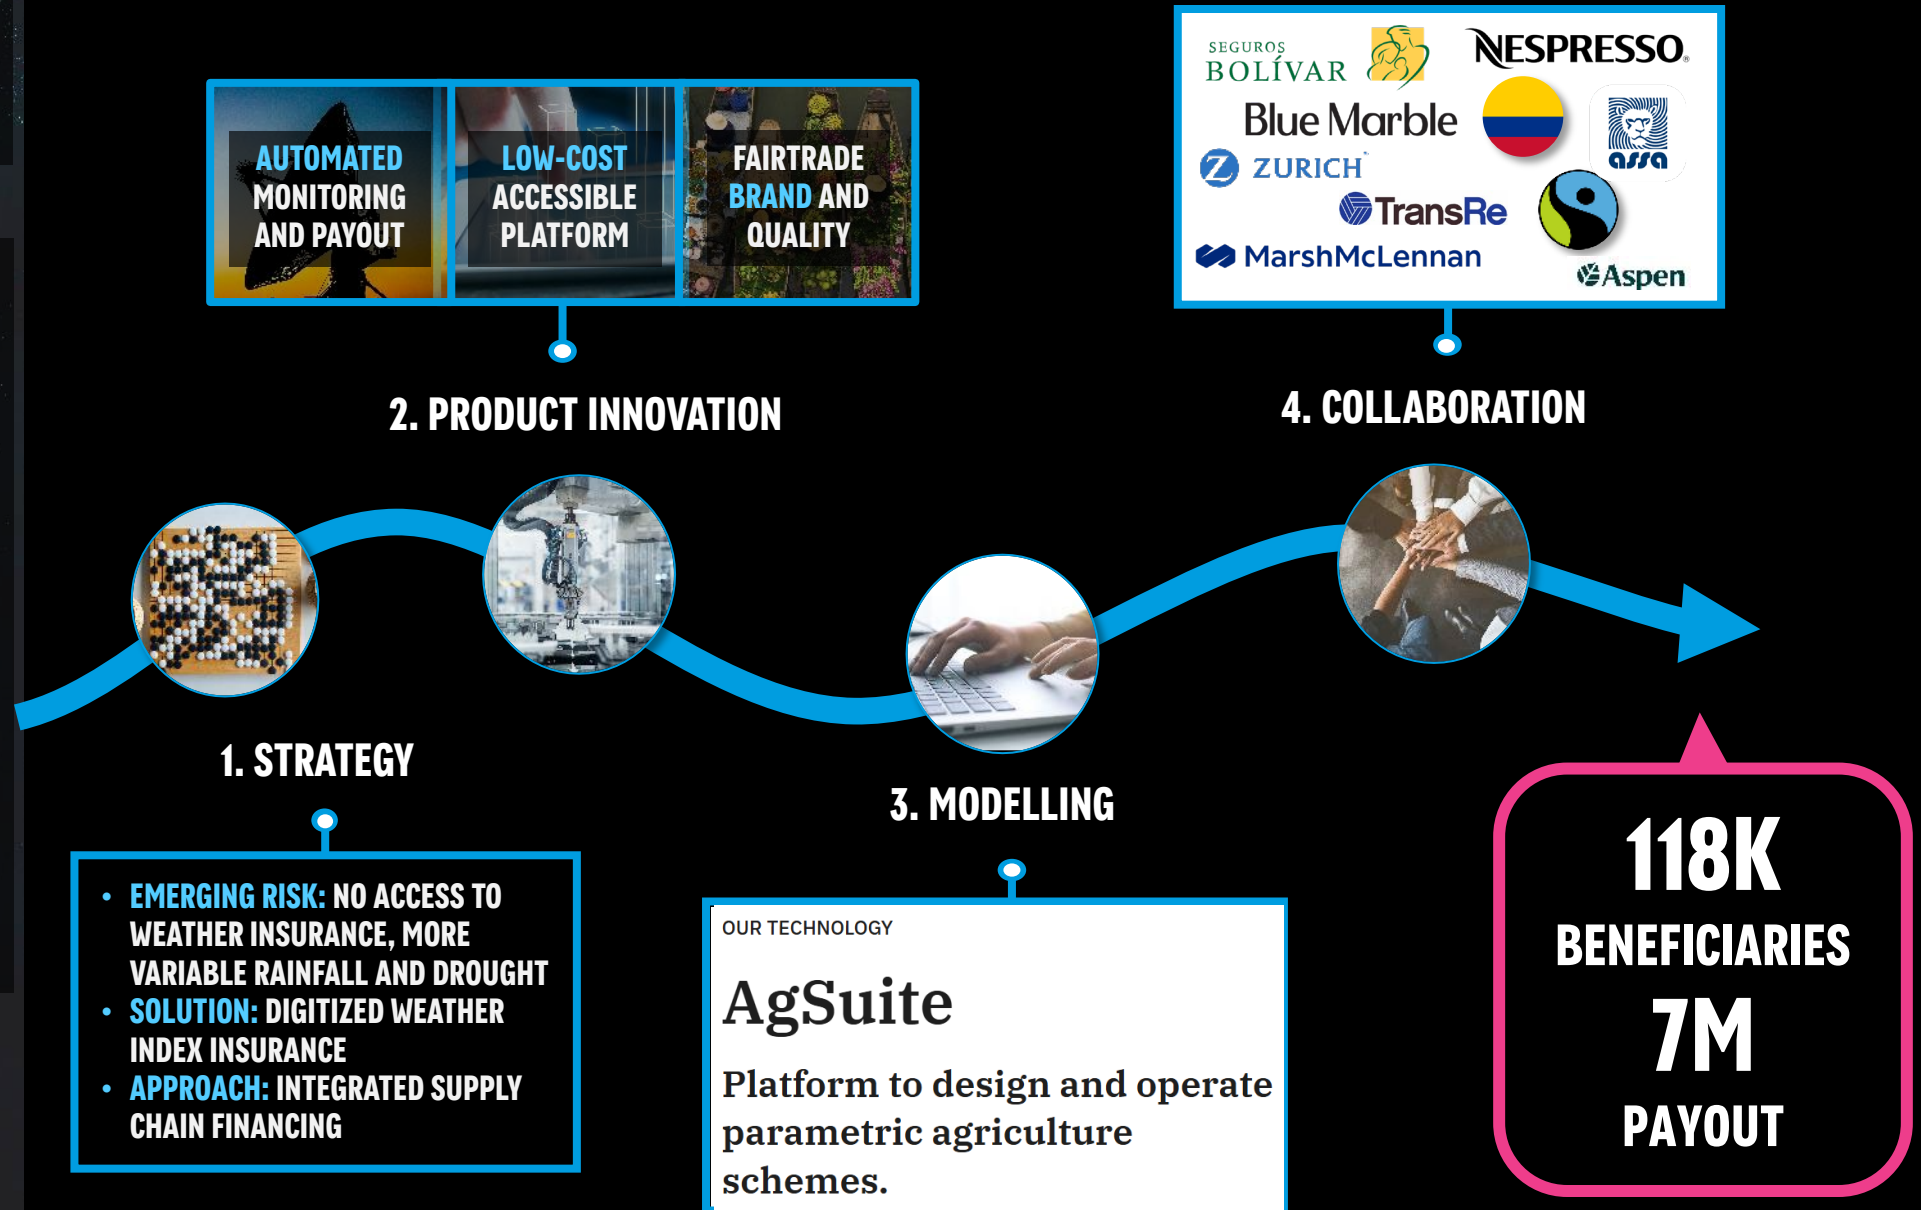 AUTOMATED
MONITORING
AND PAYOUT
LOW-COST
ACCESSIBLE
PLATFORM
FAIRTRADE
BRAND AND
QUALITY
SEGUROS
BOLÍVAR
NESPRESSO®
Blue Marble
assa
ZURICH
TransRe
MarshMcLennan
Aspen
2. PRODUCT INNOVATION
4. COLLABORATION
1. STRATEGY
3. MODELLING
• EMERGING RISK: NO ACCESS TO
WEATHER INSURANCE, MORE
VARIABLE RAINFALL AND DROUGHT
• SOLUTION: DIGITIZED WEATHER
INDEX INSURANCE
• APPROACH: INTEGRATED SUPPLY
CHAIN FINANCING
OUR TECHNOLOGY
AgSuite
Platform to design and operate
parametric agriculture
schemes.
118K
BENEFICIARIES
7M
PAYOUT